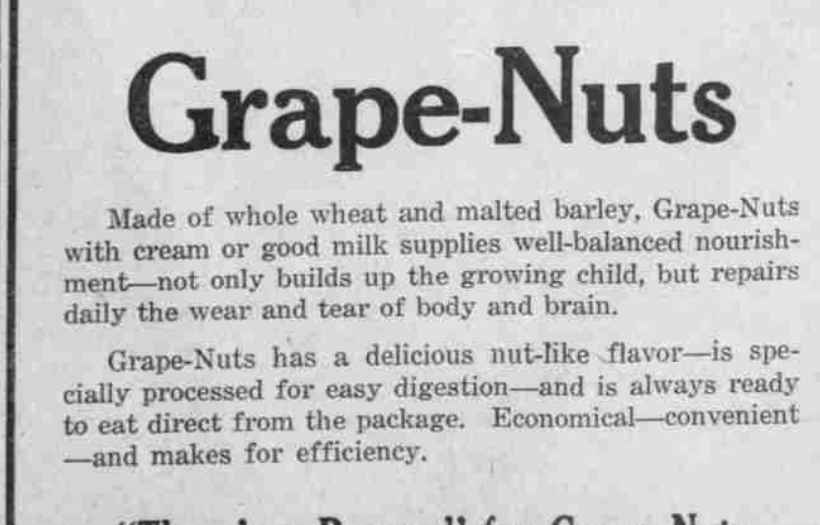 Grape-Nuts
Made of whole wheat and malted barley, Grape-Nuts
with cream or good milk supplies well-balanced nourish-
ment—not only builds up the growing child, but repairs
daily the wear and tear of body and brain.
Grape-Nuts has a delicious nut-like flavor—is spe-
cially processed for easy digestion—and is always ready
to eat direct from the package. Economical—convenient
—and makes for efficiency.